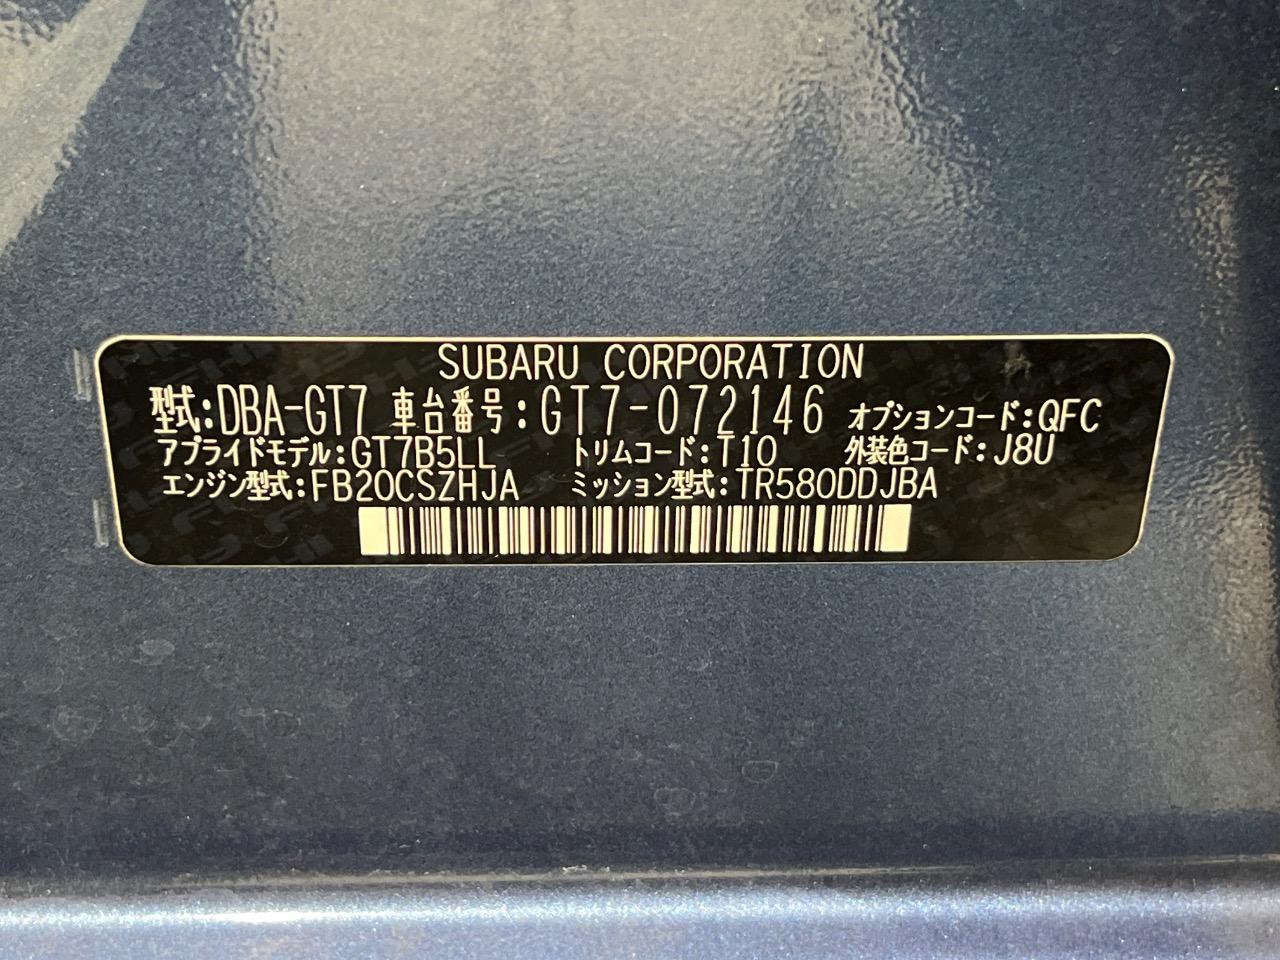 SUBARU CORPORATION
型式:DBA-GT7 車台番号:GT7-072146 オプションコード:QFC
アプライドモデル:GT7B5LL トリムコード:T10 外装色コード:J8U
エンジン型式:FB20CSZHJA ミッション型式:TR580DDJBA